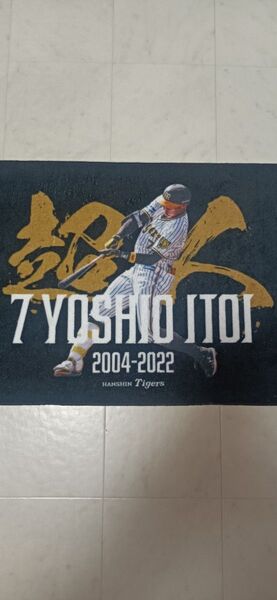 超人
7 YOSHIO ITOI
2004-2022
HANSHIN Tigers